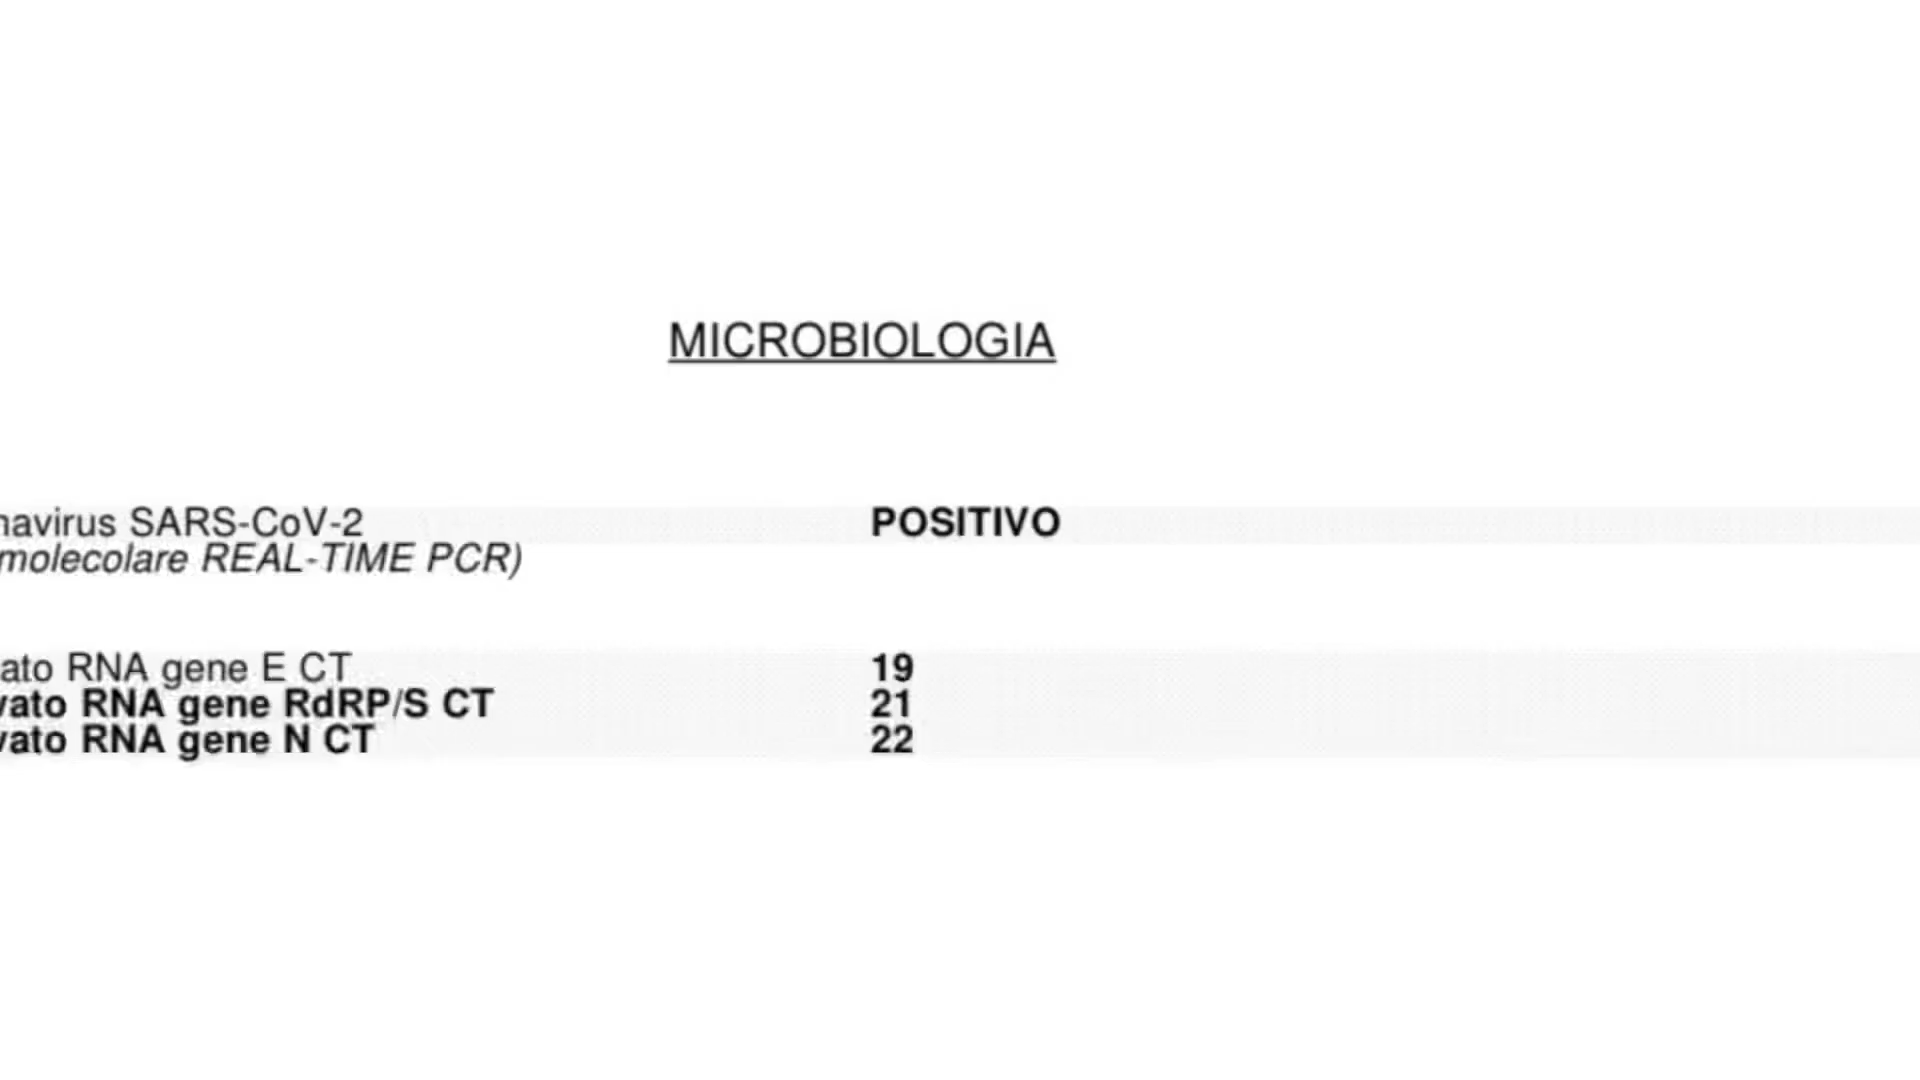 MICROBIOLOGIA
navirus SARS-CoV-2 POSITIVO
molecolare REAL-TIME PCR)
ato RNA gene E CT 19
vato RNA gene RdRP/S CT 21
vato RNA gene N CT 22